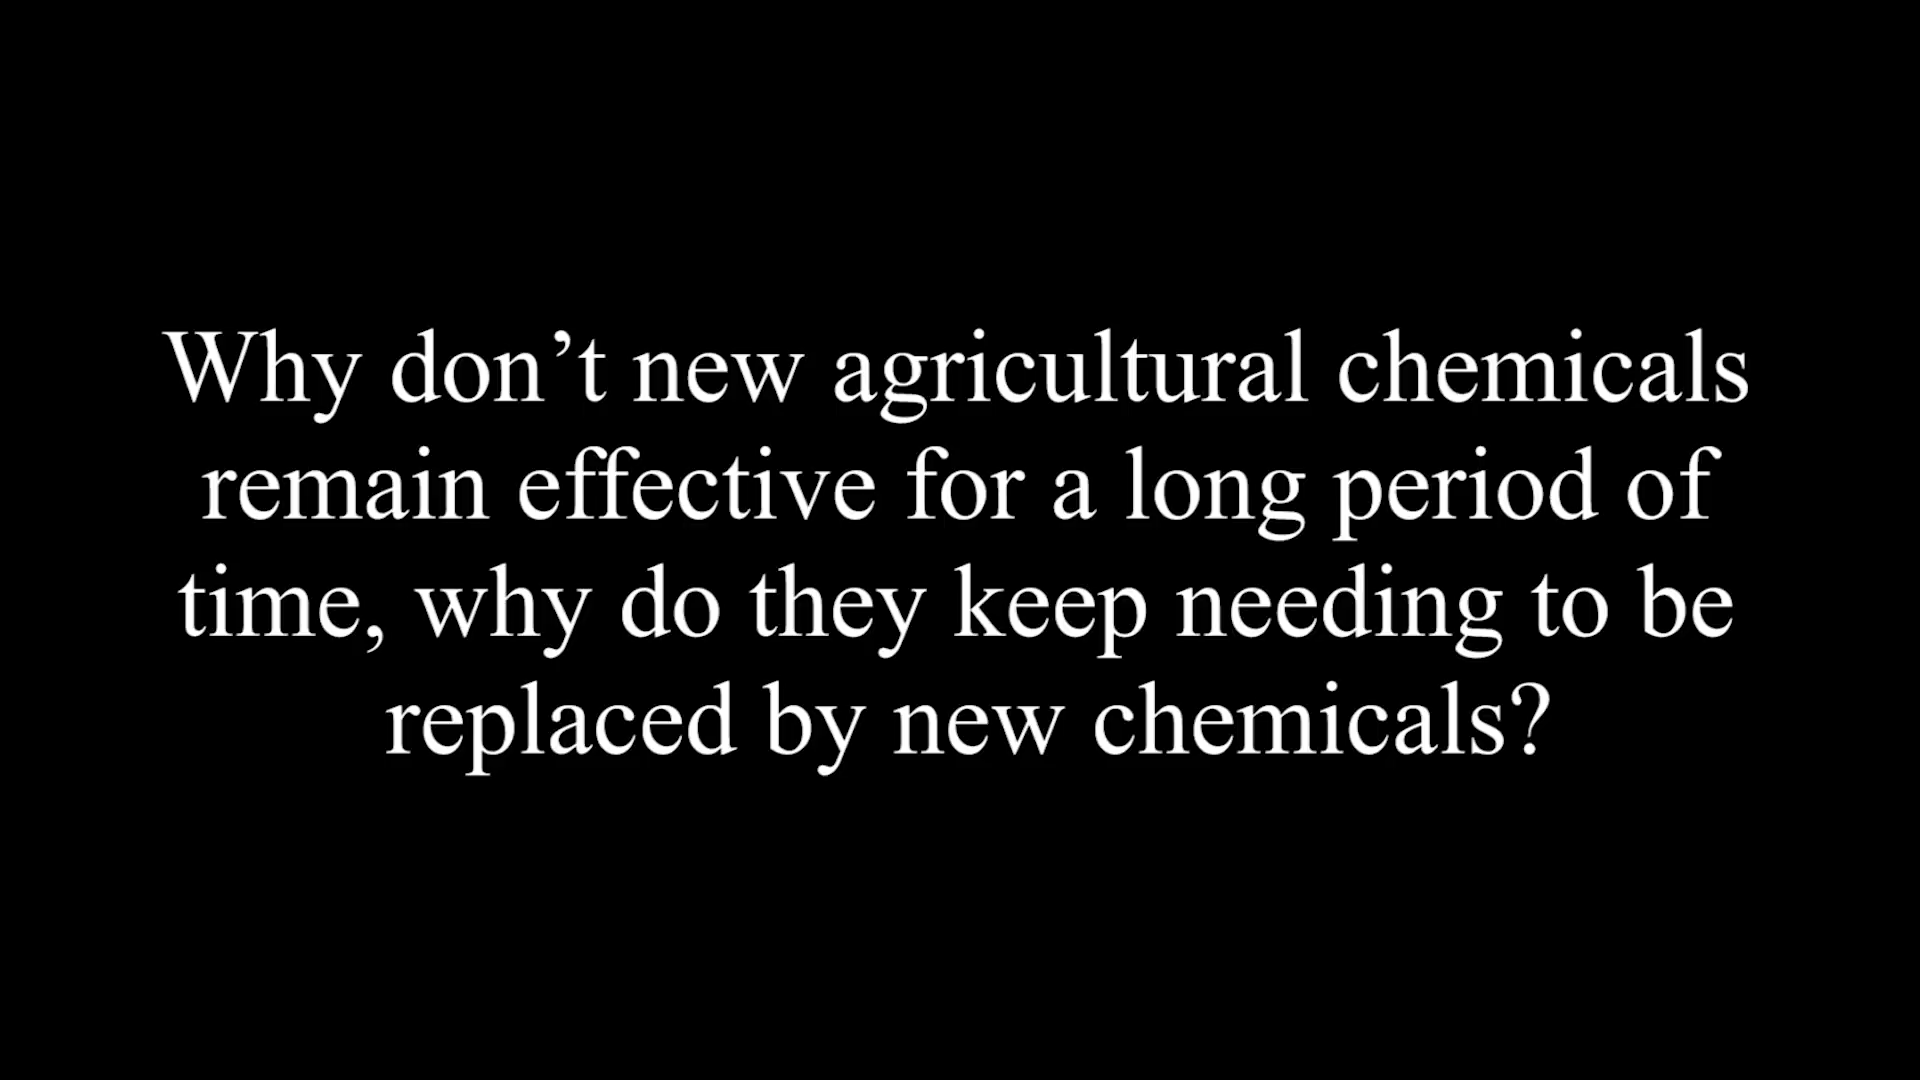 Why don’t new agricultural chemicals
remain effective for a long period of
time, why do they keep needing to be
replaced by new chemicals?